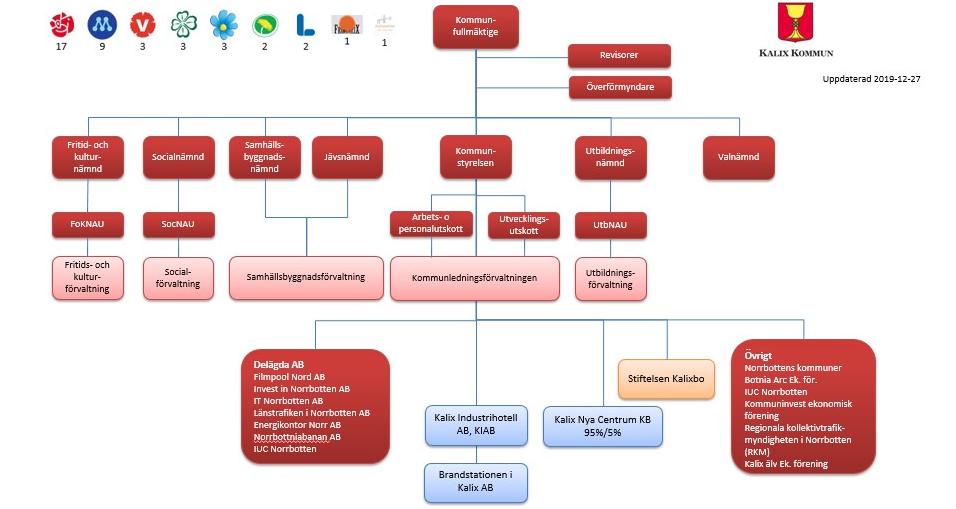 17
9
3
3
3
2
2
1
1
Kommun-
fullmäktige
KALIX KOMMUN
Uppdaterad 2019-12-27
Revisorer
Överförmyndare
Fritid- och
kultur-
nämnd
Socialnämnd
Samhälls-
byggnads-
nämnd
Jävsnämnd
Kommun-
styrelsen
Utbildnings-
nämnd
Valnämnd
FoKNAU
SocNAU
Arbets- o
personalutskott
Utvecklings-
utskott
UtbNAU
Fritids- och
kultur-
förvaltning
Social-
förvaltning
Samhällsbyggnadsförvaltning
Kommunledningsförvaltningen
Utbildnings-
förvaltning
Delägda AB
Filmpool Nord AB
Invest in Norrbotten AB
IT Norrbotten AB
Länstrafiken i Norrbotten AB
Energikontor Norr AB
Norrbottniabanan AB
IUC Norrbotten
Kalix Industrihotell
AB, KIAB
Brandstationen i
Kalix AB
Kalix Nya Centrum KB
95%/5%
Stiftelsen Kalixbo
Övrigt
Norrbottens kommuner
Botnia Arc Ek. för.
IUC Norrbotten
Kommuninvest ekonomisk
förening
Regionala kollektivtrafik-
myndigheten i Norrbotten
(RKM)
Kalix älv Ek. förening